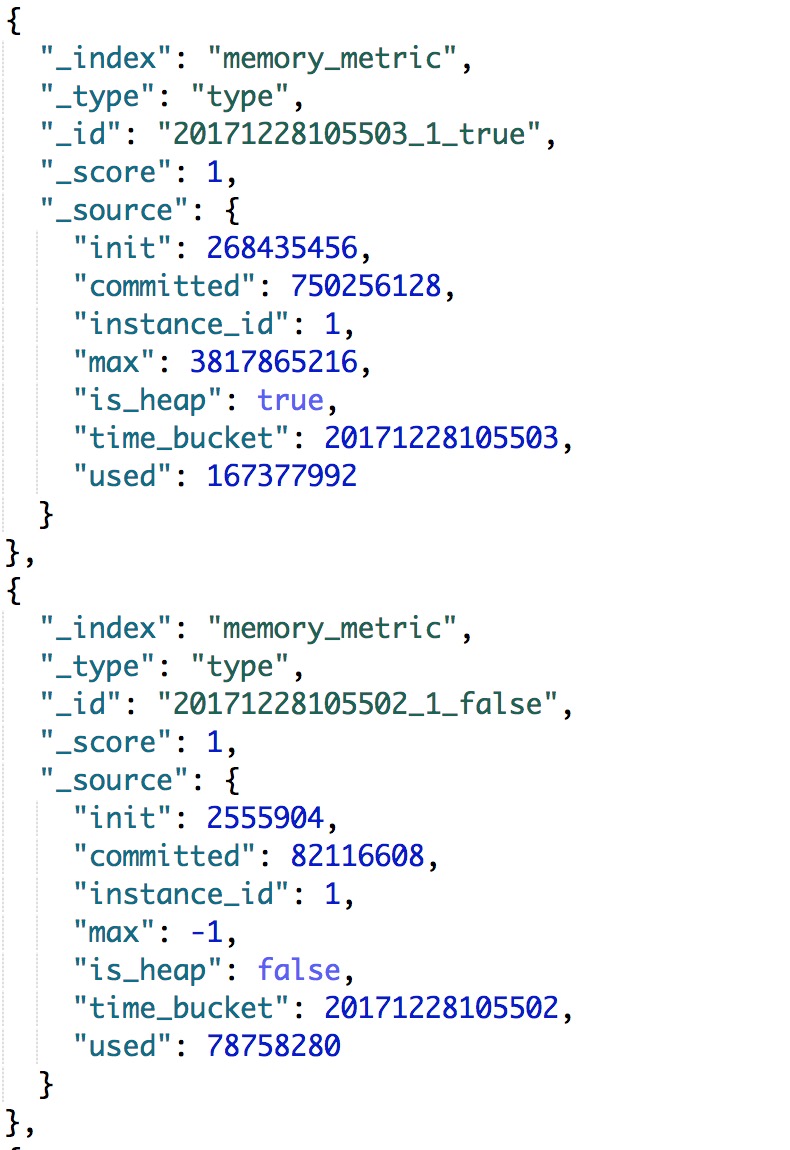 {
  "_index": "memory_metric",
  "_type": "type",
  "_id": "20171228105503_1_true",
  "_score": 1,
  "_source": {
    "init": 268435456,
    "committed": 750256128,
    "instance_id": 1,
    "max": 3817865216,
    "is_heap": true,
    "time_bucket": 20171228105503,
    "used": 167377992
  }
},
{
  "_index": "memory_metric",
  "_type": "type",
  "_id": "20171228105502_1_false",
  "_score": 1,
  "_source": {
    "init": 2555904,
    "committed": 82116608,
    "instance_id": 1,
    "max": -1,
    "is_heap": false,
    "time_bucket": 20171228105502,
    "used": 78758280
  }
},